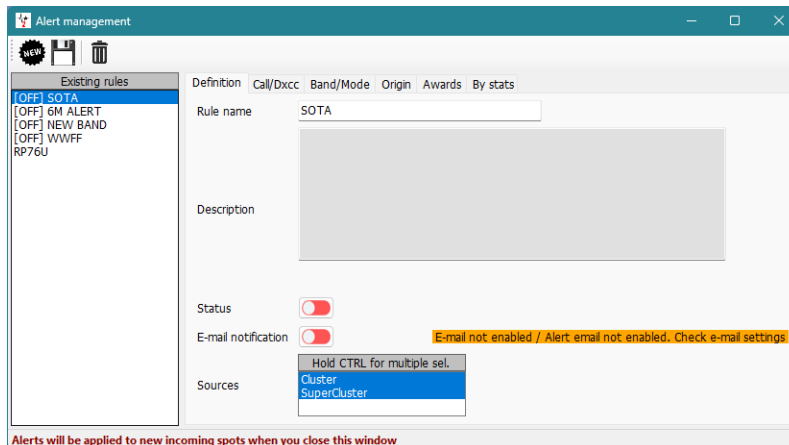 Alert management
NEW
Existing rules
[OFF] SOTA
[OFF] 6M ALERT
[OFF] NEW BAND
[OFF] WWFF
RP76U
Definition Call/Dxcc Band/Mode Origin Awards By stats
Rule name SOTA
Description
Status
E-mail notification E-mail not enabled / Alert email not enabled. Check e-mail settings
Hold CTRL for multiple sel.
Sources
Cluster
SuperCluster
Alerts will be applied to new incoming spots when you close this window